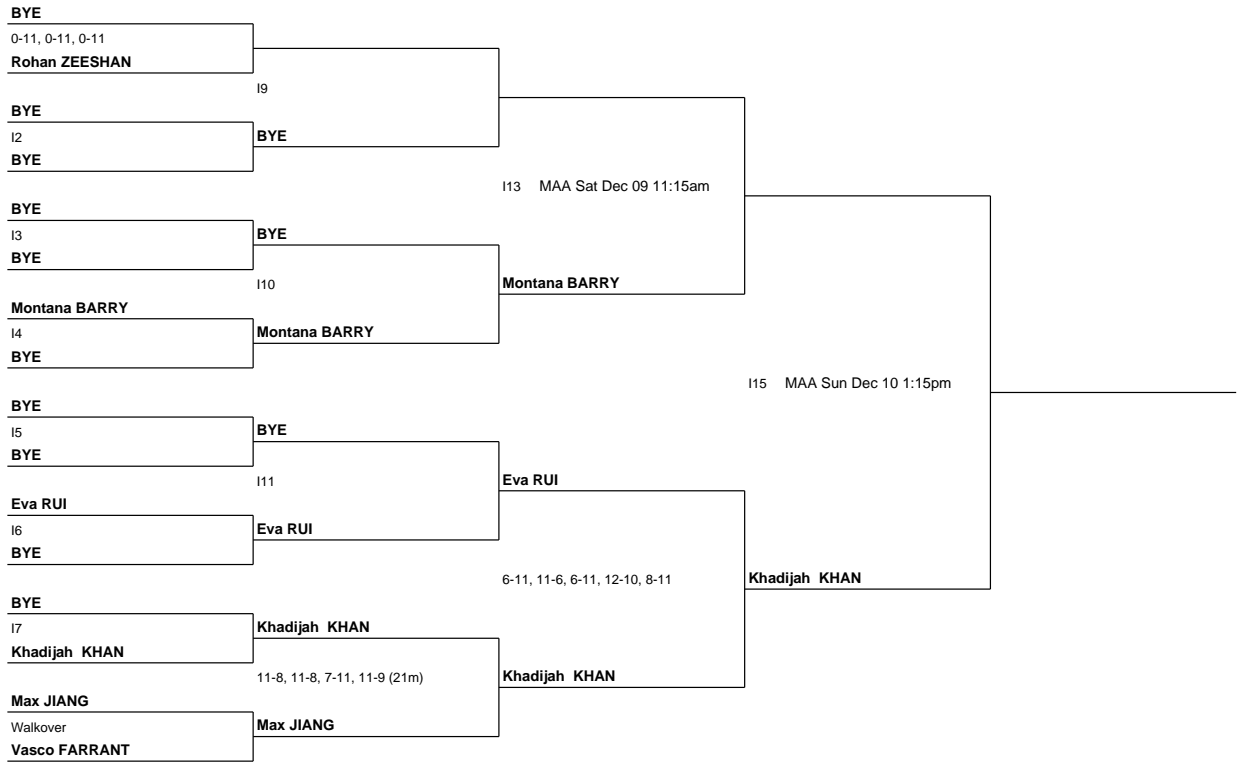 BYE
0-11, 0-11, 0-11
Rohan ZEESHAN
I9
BYE
I2
BYE
BYE
I13 MAA Sat Dec 09 11:15am
BYE
I3
BYE
BYE
I10
Montana BARRY
Montana BARRY
I4
Montana BARRY
BYE
I15 MAA Sun Dec 10 1:15pm
BYE
I5
BYE
BYE
I11
Eva RUI
Eva RUI
I6
Eva RUI
BYE
6-11, 11-6, 6-11, 12-10, 8-11
Khadijah KHAN
BYE
I7
Khadijah KHAN
Khadijah KHAN
11-8, 11-8, 7-11, 11-9 (21m)
Khadijah KHAN
Max JIANG
Walkover
Max JIANG
Vasco FARRANT